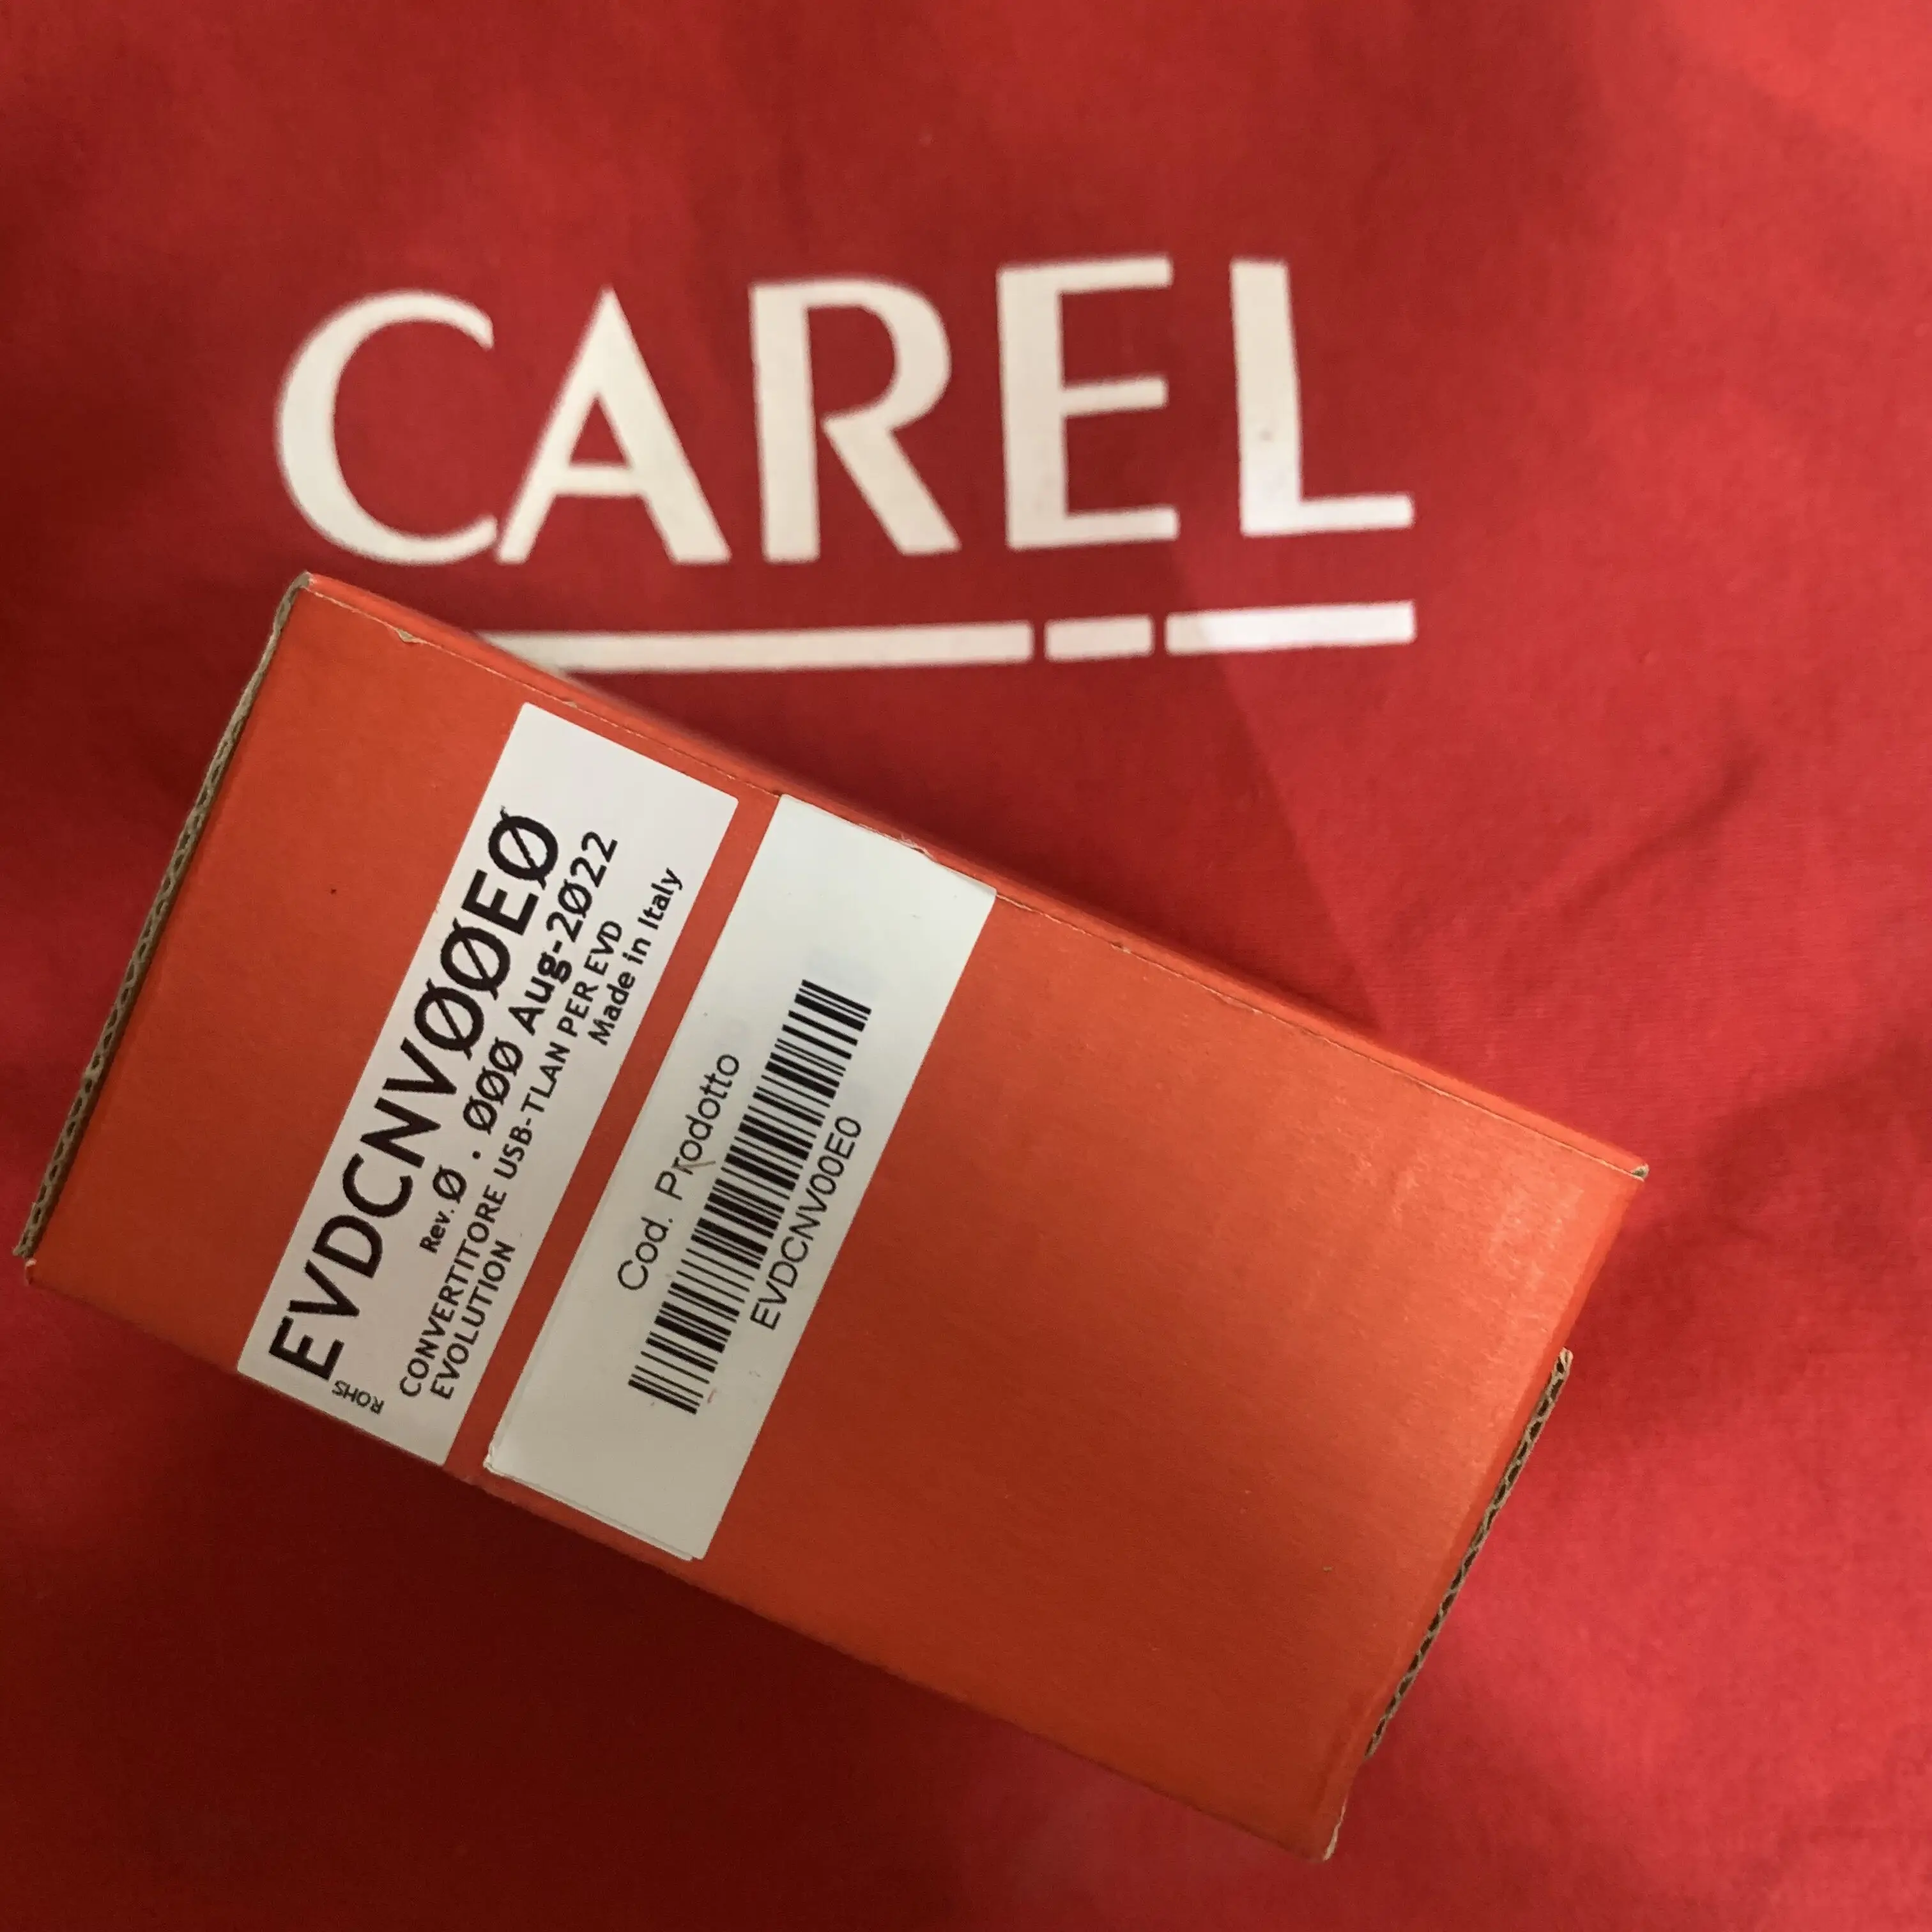 CAREL
EVDCNVØØEØ
Rev. Ø . ØØØ Aug-2Ø22
CONVERTITORE USB-TLAN PER EVD
EVOLUTION
Made in Italy
ROHS
Cod. Prodotto
EVDCNV00E0